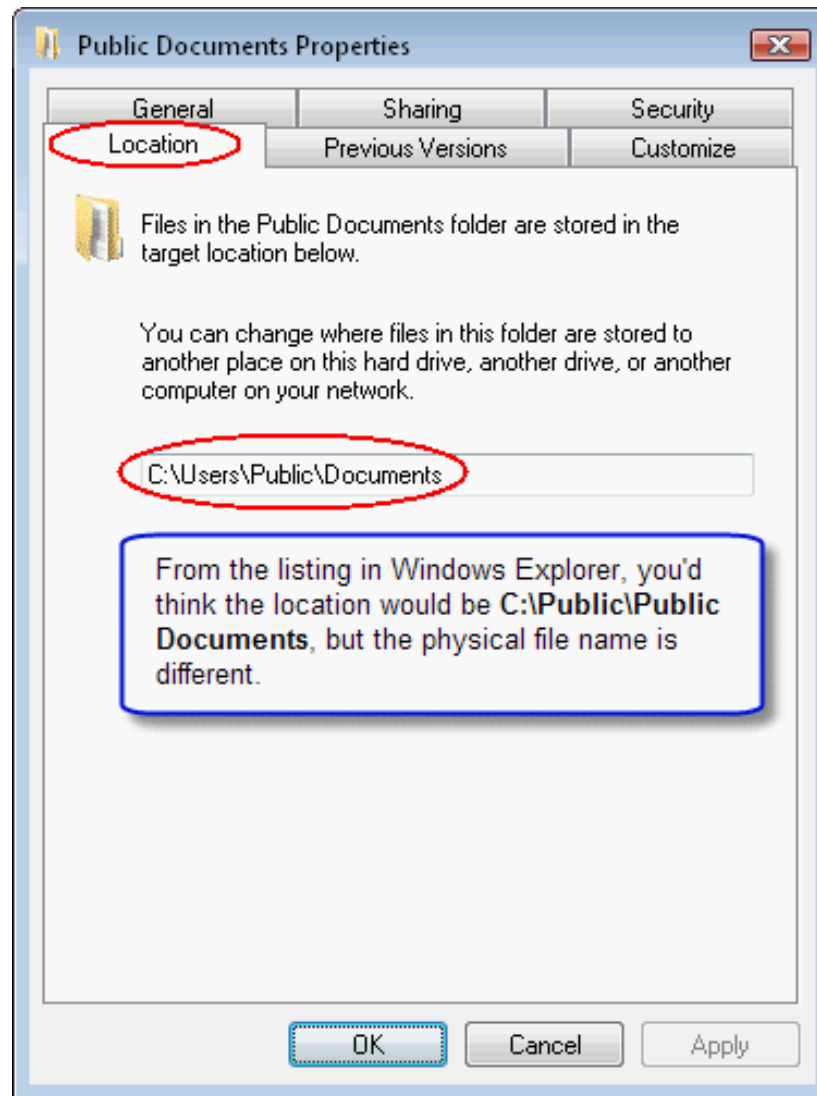 Public Documents Properties
General
Sharing
Security
Location
Previous Versions
Customize
Files in the Public Documents folder are stored in the
target location below.
You can change where files in this folder are stored to
another place on this hard drive, another drive, or another
computer on your network.
C:\Users\Public\Documents
From the listing in Windows Explorer, you'd
think the location would be C:\Public\Public
Documents, but the physical file name is
different.
OK
Cancel
Apply